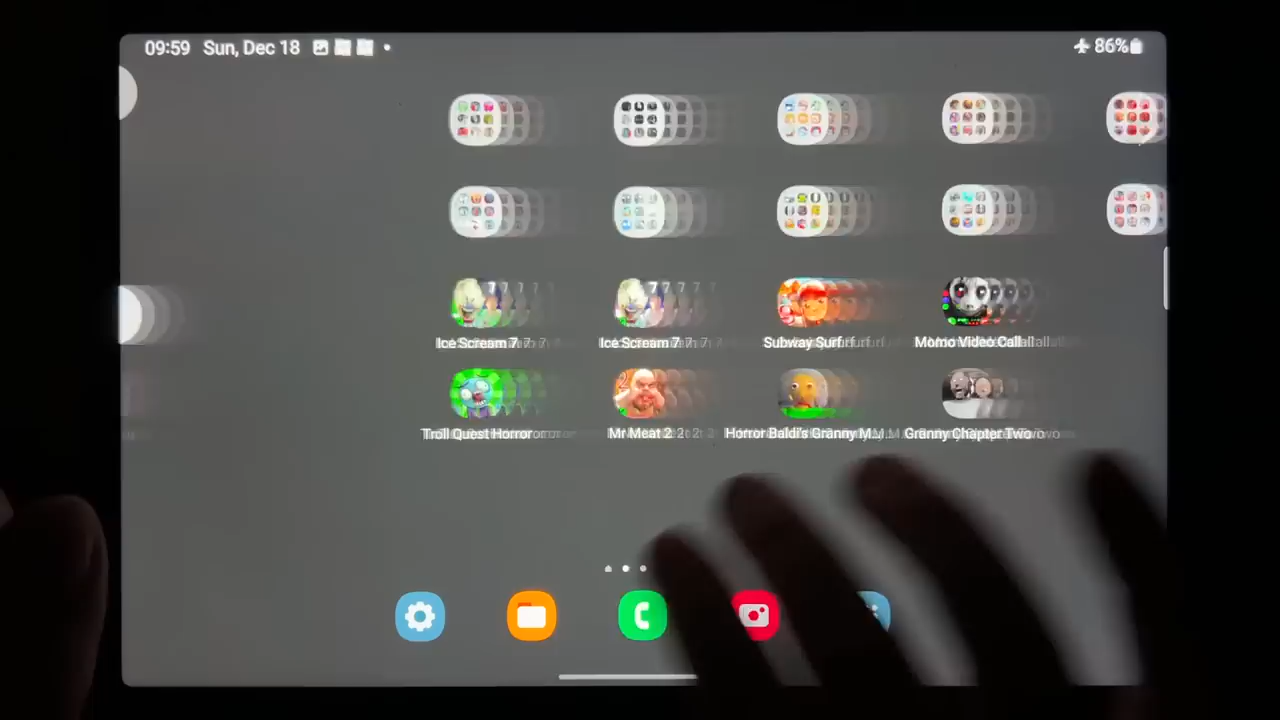 09:59 Sun, Dec 18 86%
Ice Scream 7 Ice Scream 7 Subway Surf Momo Video Call
Troll Quest Horror Mr Meat 2 Horror Baldi's Granny M... Granny Chapter Two